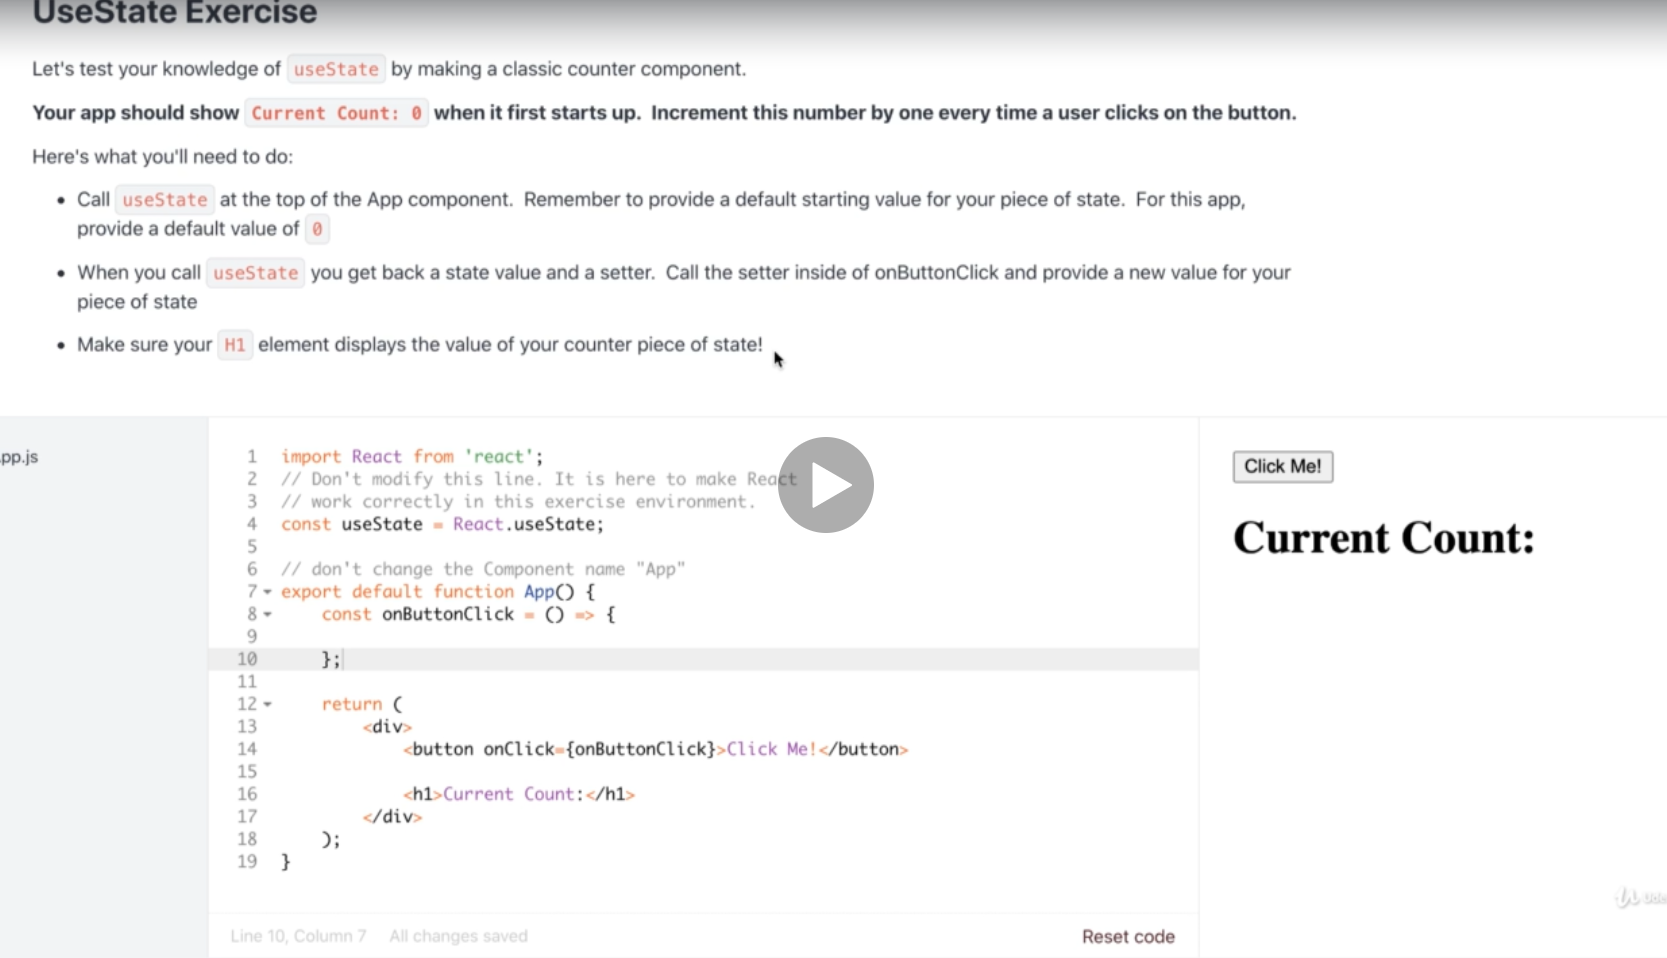 UseState Exercise
Let's test your knowledge of useState by making a classic counter component.
Your app should show Current Count: 0 when it first starts up. Increment this number by one every time a user clicks on the button.
Here's what you'll need to do:
• Call useState at the top of the App component. Remember to provide a default starting value for your piece of state. For this app,
provide a default value of 0
• When you call useState you get back a state value and a setter. Call the setter inside of onButtonClick and provide a new value for your
piece of state
• Make sure your H1 element displays the value of your counter piece of state!
pp.js
1 import React from 'react';
2 // Don't modify this line. It is here to make React
3 // work correctly in this exercise environment.
4 const useState = React.useState;
5
6 // don't change the Component name "App"
7 export default function App() {
8     const onButtonClick = () => {
9
10     };
11
12     return (
13         <div>
14             <button onClick={onButtonClick}>Click Me!</button>
15
16             <h1>Current Count:</h1>
17         </div>
18     );
19 }
Line 10, Column 7 All changes saved
Reset code
Click Me!
Current Count: